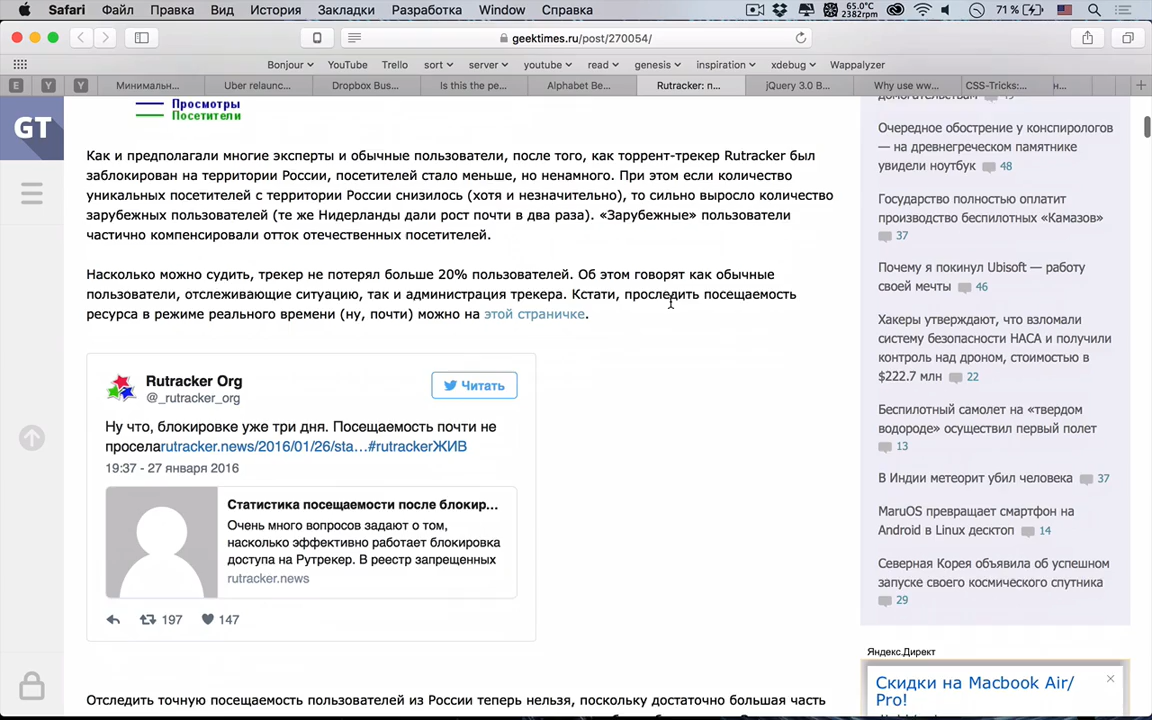 Safari Файл Правка Вид История Закладки Разработка Window Справка 65.0°C 2382rpm 71 %
geektimes.ru/post/270054/
Bonjour YouTube Trello sort server youtube read genesis inspiration xdebug Wappalyzer
E Y Y Минимальн... Uber relaunc... Dropbox Bus... Is this the pe... Alphabet Be... Rutracker: п... jQuery 3.0 B... Why use ww... CSS-Tricks:... н...
GT
Просмотры
Посетители
Как и предполагали многие эксперты и обычные пользователи, после того, как торрент-трекер Rutracker был
заблокирован на территории России, посетителей стало меньше, но ненамного. При этом если количество
уникальных посетителей с территории России снизилось (хотя и незначительно), то сильно выросло количество
зарубежных пользователей (те же Нидерланды дали рост почти в два раза). «Зарубежные» пользователи
частично компенсировали отток отечественных посетителей.
Насколько можно судить, трекер не потерял больше 20% пользователей. Об этом говорят как обычные
пользователи, отслеживающие ситуацию, так и администрация трекера. Кстати, проследить посещаемость
ресурса в режиме реального времени (ну, почти) можно на этой страничке.
Rutracker Org
@_rutracker_org
Читать
Ну что, блокировке уже три дня. Посещаемость почти не
проселаrutracker.news/2016/01/26/sta…#rutrackerЖИВ
19:37 - 27 января 2016
Статистика посещаемости после блокир...
Очень много вопросов задают о том,
насколько эффективно работает блокировка
доступа на Рутрекер. В реестр запрещенных
rutracker.news
197 147
Отследить точную посещаемость пользователей из России теперь нельзя, поскольку достаточно большая часть
Очередное обострение у конспирологов
— на древнегреческом памятнике
увидели ноутбук 48
Государство полностью оплатит
производство беспилотных «Камазов»
37
Почему я покинул Ubisoft — работу
своей мечты 46
Хакеры утверждают, что взломали
систему безопасности НАСА и получили
контроль над дроном, стоимостью в
$222.7 млн 22
Беспилотный самолет на «твердом
водороде» осуществил первый полет
13
В Индии метеорит убил человека 37
MaruOS превращает смартфон на
Android в Linux десктоп 14
Северная Корея объявила об успешном
запуске своего космического спутника
29
Яндекс.Директ
Скидки на Macbook Air/
Pro!